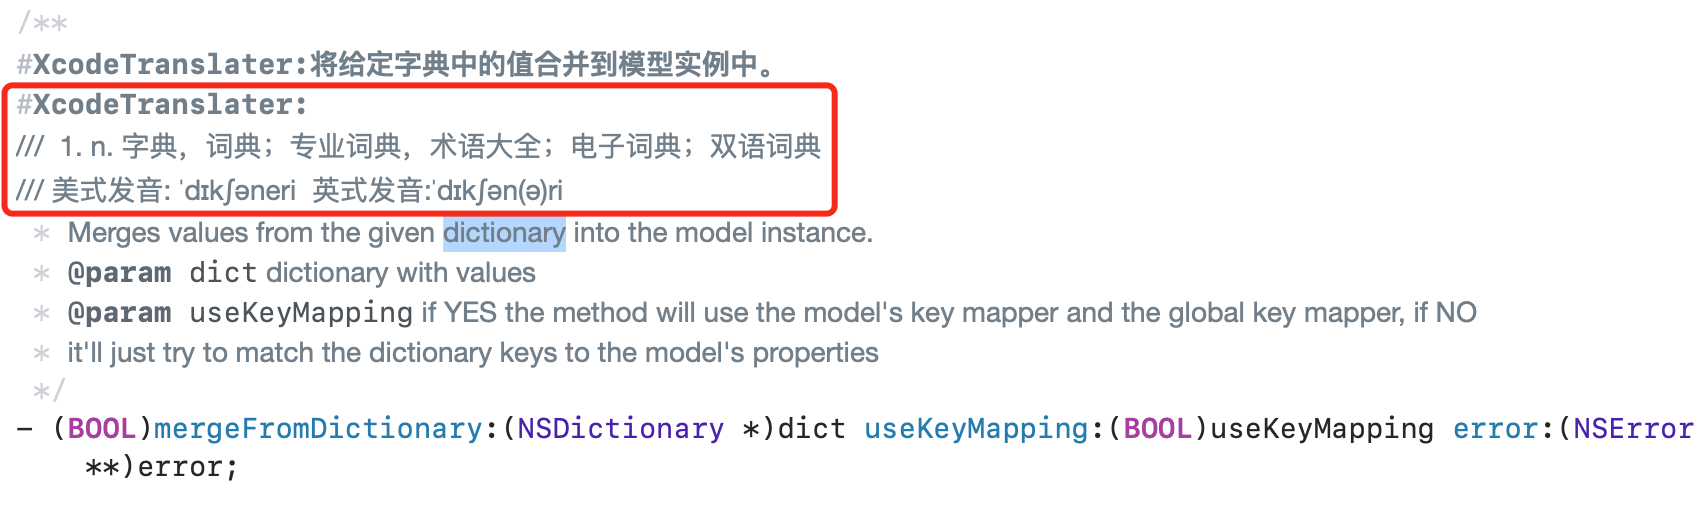 /**
#XcodeTranslater:将给定字典中的值合并到模型实例中。
#XcodeTranslater:
/// 1. n. 字典，词典；专业词典，术语大全；电子词典；双语词典
/// 美式发音: ˈdɪkʃəneri 英式发音:ˈdɪkʃən(ə)ri
* Merges values from the given dictionary into the model instance.
* @param dict dictionary with values
* @param useKeyMapping if YES the method will use the model's key mapper and the global key mapper, if NO
* it'll just try to match the dictionary keys to the model's properties
*/
- (BOOL)mergeFromDictionary:(NSDictionary *)dict useKeyMapping:(BOOL)useKeyMapping error:(NSError
**)error;